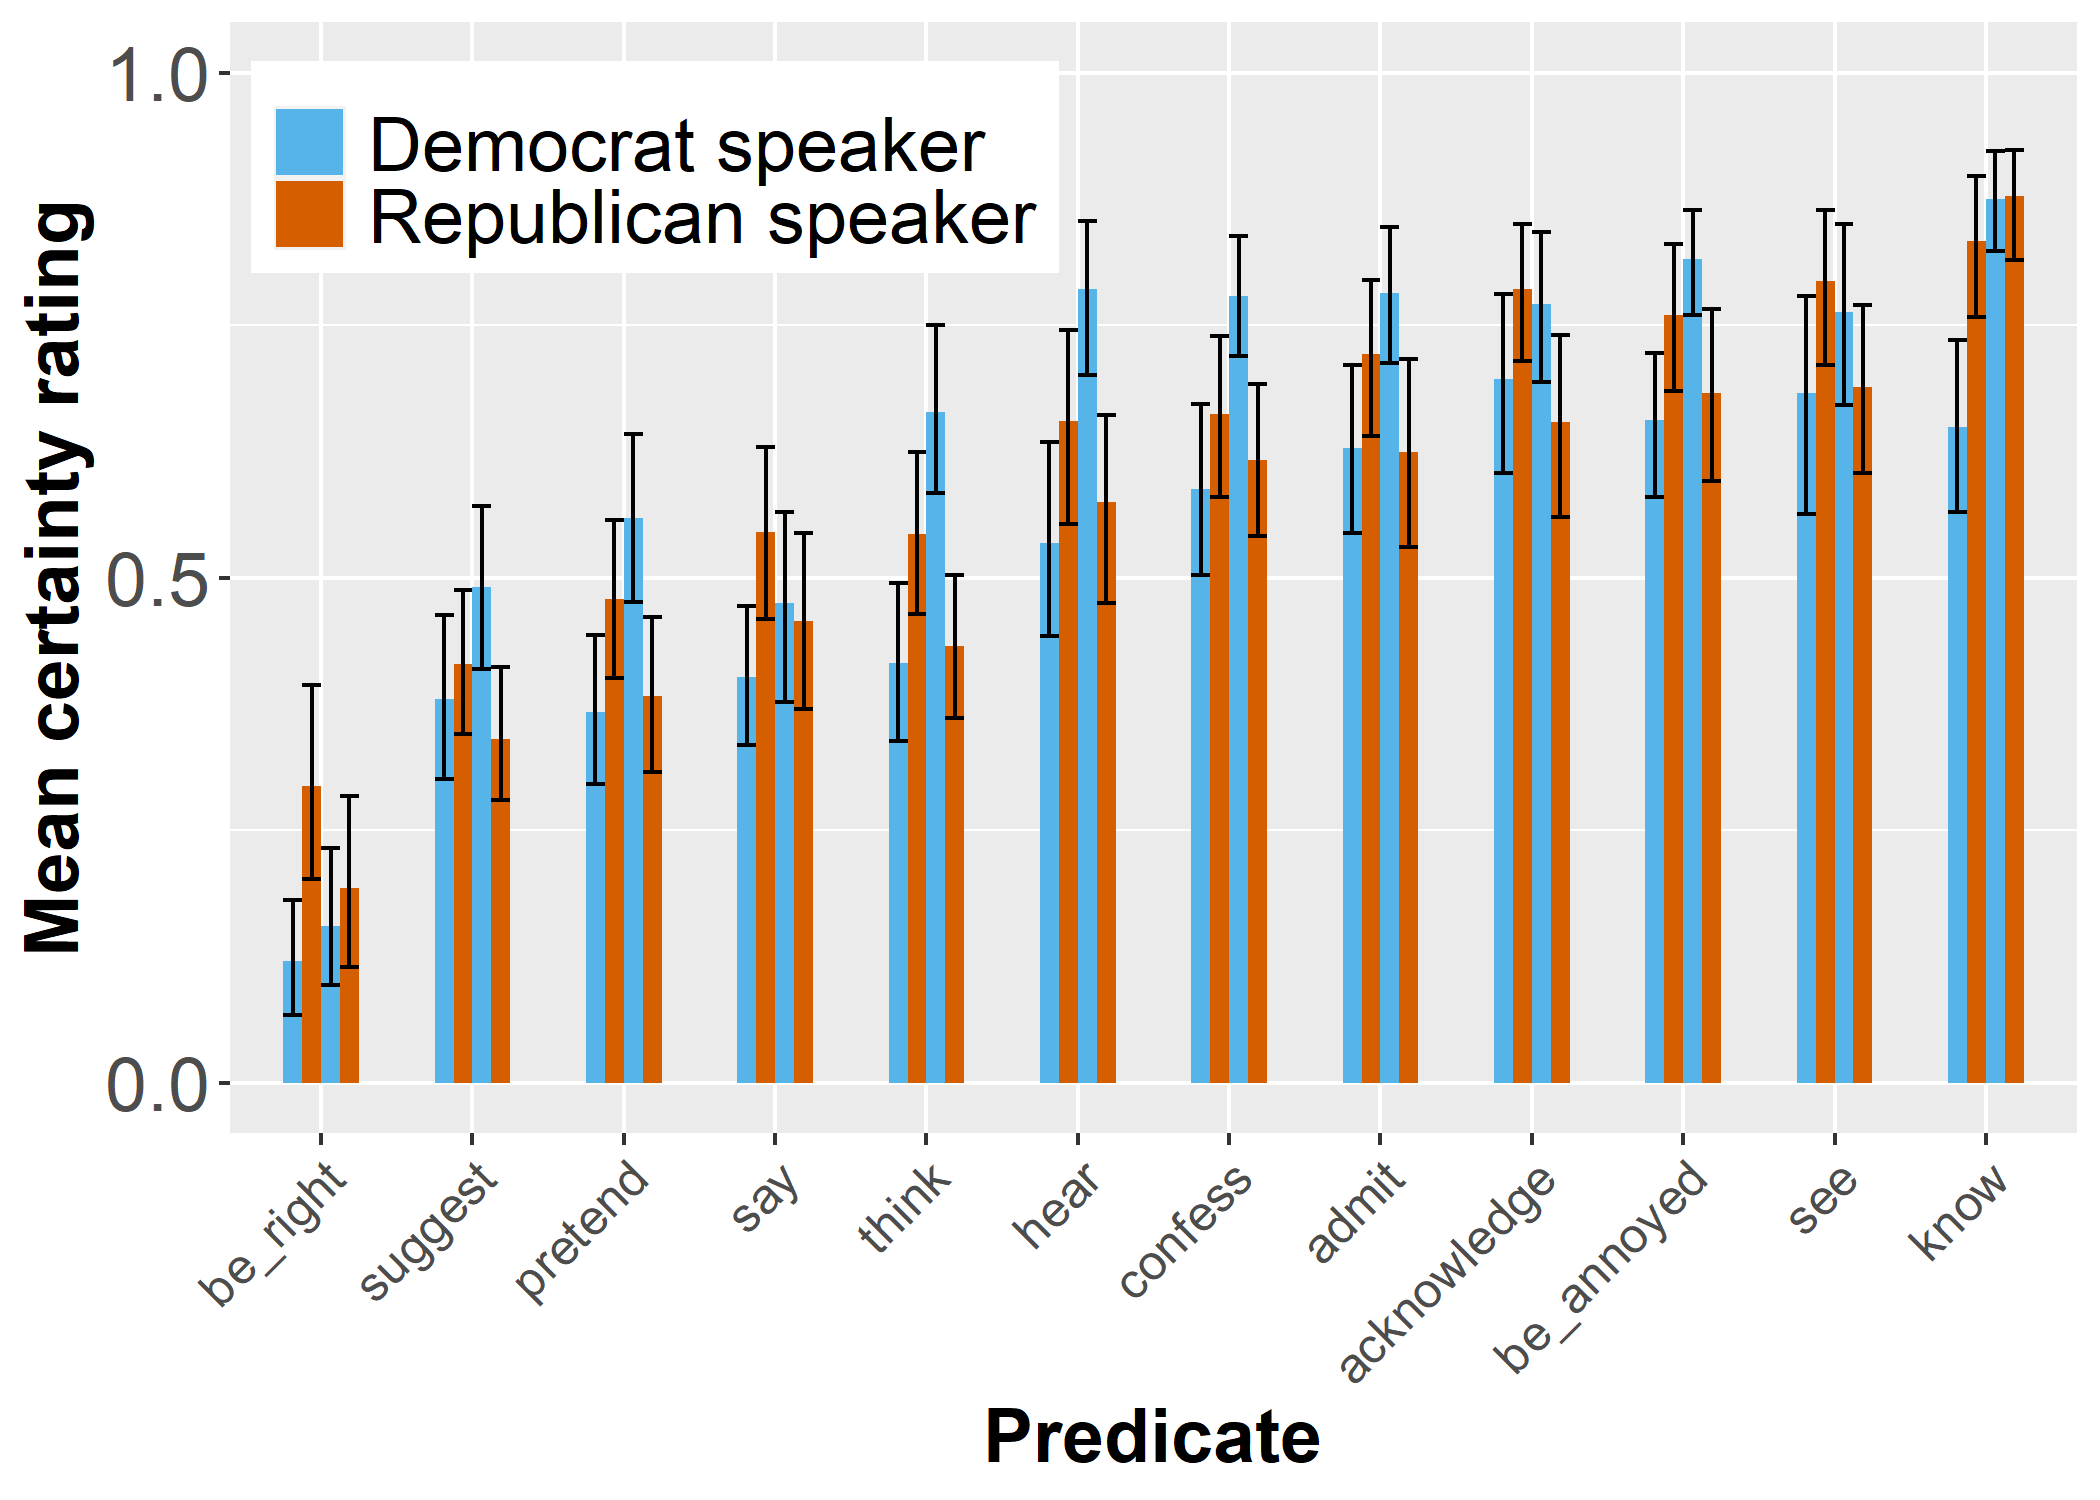 Democrat speaker
Republican speaker
Mean certainty rating
1.0
0.5
0.0
be_right
suggest
pretend
say
think
hear
confess
admit
acknowledge
be_annoyed
see
know
Predicate